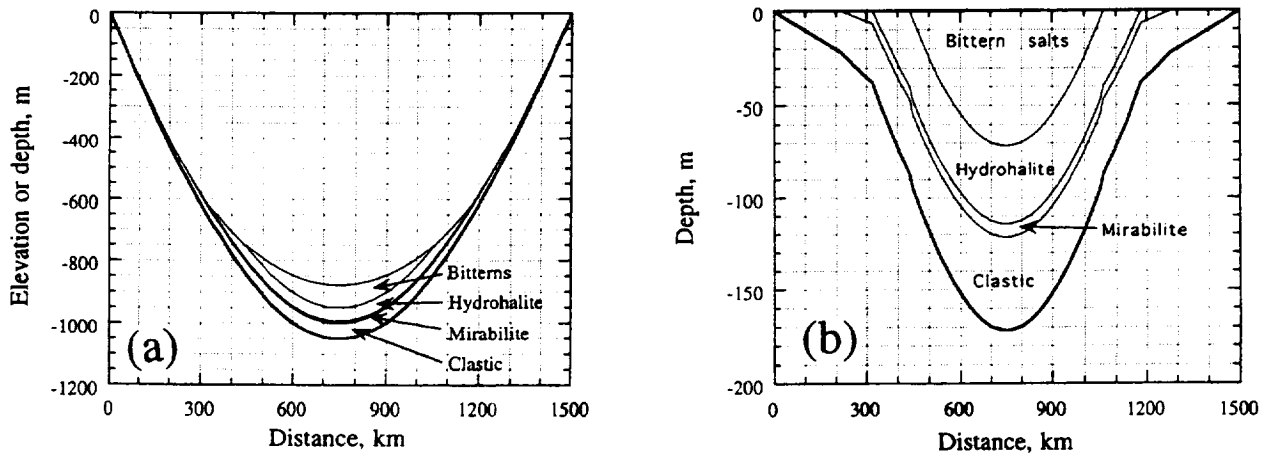 Elevation or depth, m
0
-200
-400
-600
-800
-1000
-1200
Bitterns
Hydrohalite
Mirabilite
Clastic
(a)
0 300 600 900 1200 1500
Distance, km
Depth, m
0
-50
-100
-150
-200
Bittern salts
Hydrohalite
Mirabilite
Clastic
(b)
0 300 600 900 1200 1500
Distance, km